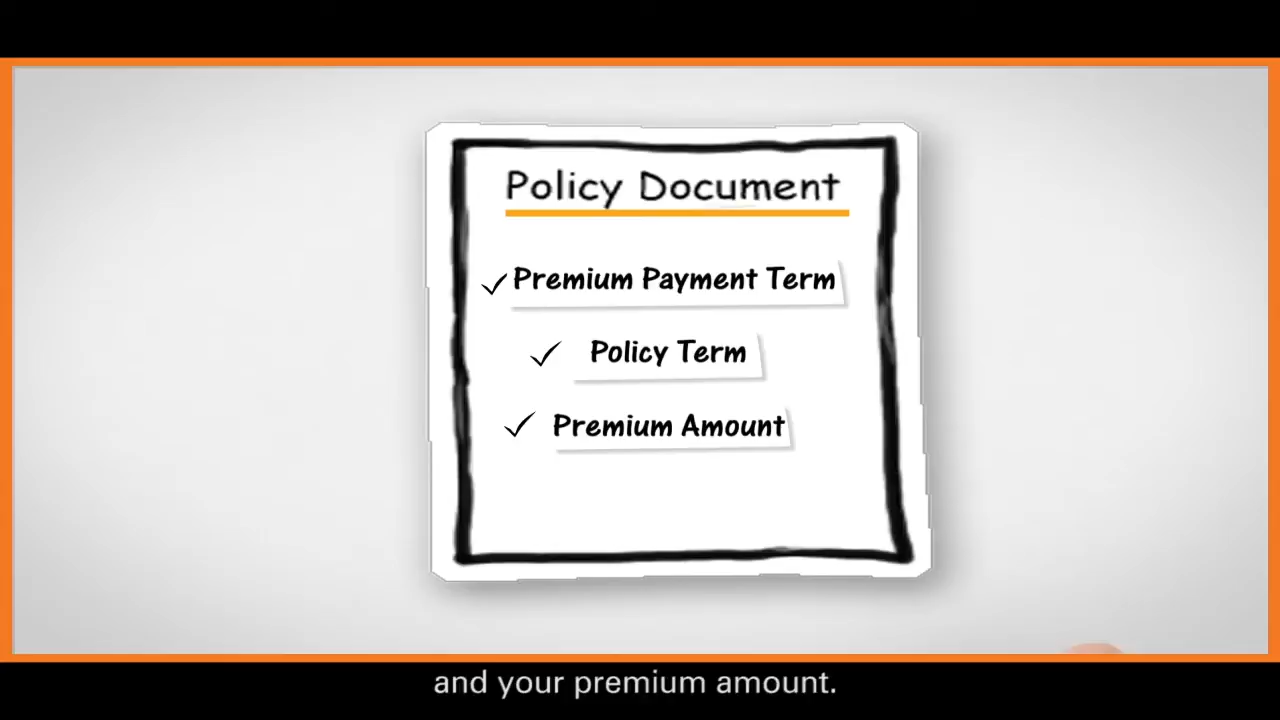 Policy Document
Premium Payment Term
Policy Term
Premium Amount
and your premium amount.